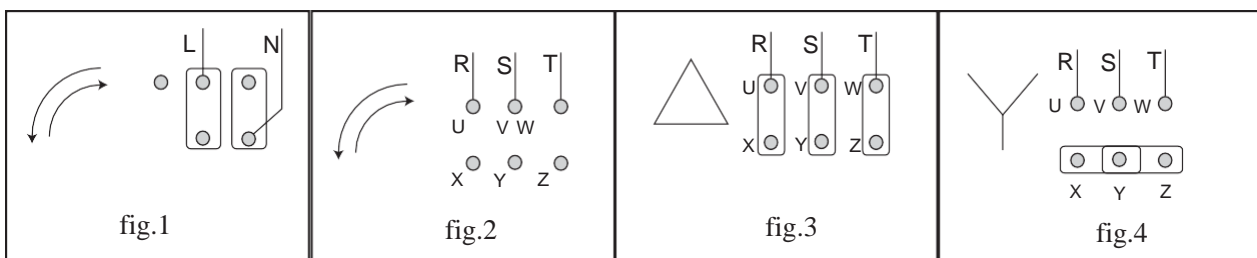 L N
fig.1
R S T
U V W
X Y Z
fig.2
R S T
U V W
X Y Z
fig.3
R S T
U V W
X Y Z
fig.4